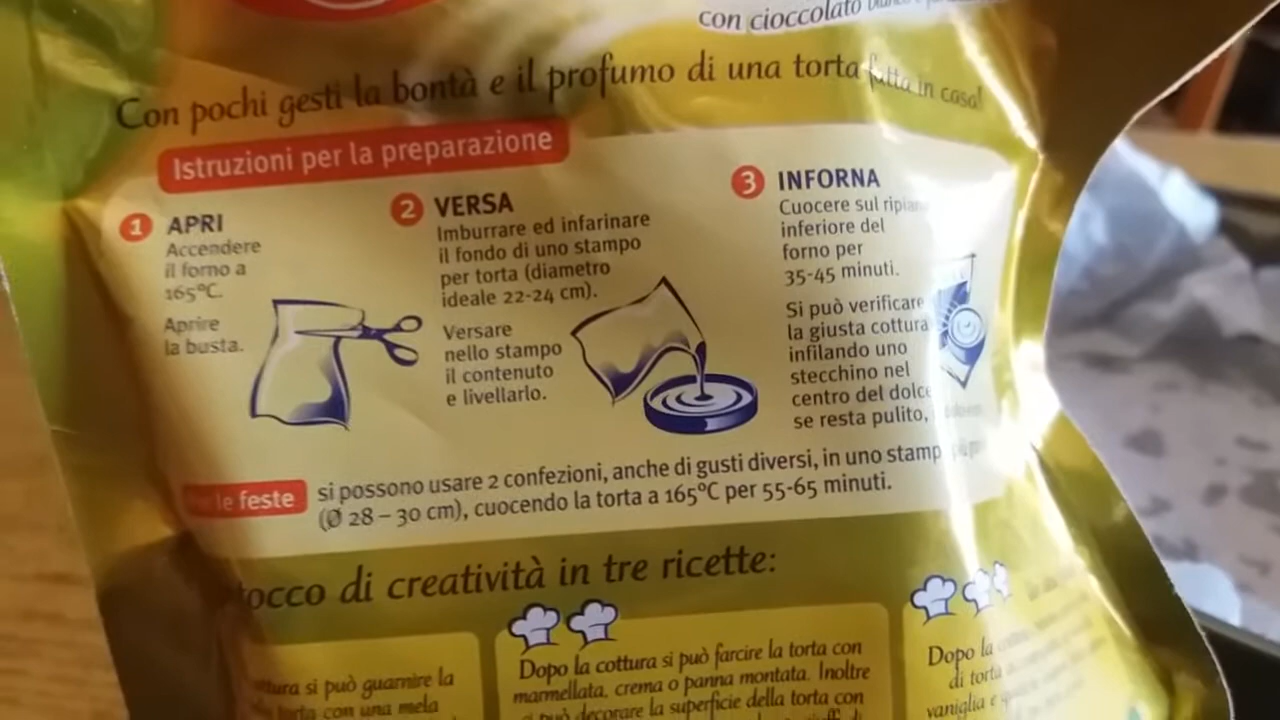 con cioccolato
Con pochi gesti la bontà e il profumo di una torta fatta in casa!
Istruzioni per la preparazione
1 APRI
Accendere
il forno a
165°C.
Aprire
la busta.
2 VERSA
Imburrare ed infarinare
il fondo di uno stampo
per torta (diametro
ideale 22-24 cm).
Versare
nello stampo
il contenuto
e livellarlo.
3 INFORNA
Cuocere sul ripiano
inferiore del
forno per
35-45 minuti.
Si può verificare
la giusta cottura
infilando uno
stecchino nel
centro del dolce
se resta pulito,
le feste
si possono usare 2 confezioni, anche di gusti diversi, in uno
(Ø 28 – 30 cm), cuocendo la torta a 165°C per 55-65 minuti.
di creatività in tre ricette:
si può guarnire la
torta con una mela
Dopo la cottura si può farcire la torta con
marmellata, crema o panna montata. Inoltre
si può decorare la superficie della torta con
Dopo la
di torta
vaniglia e